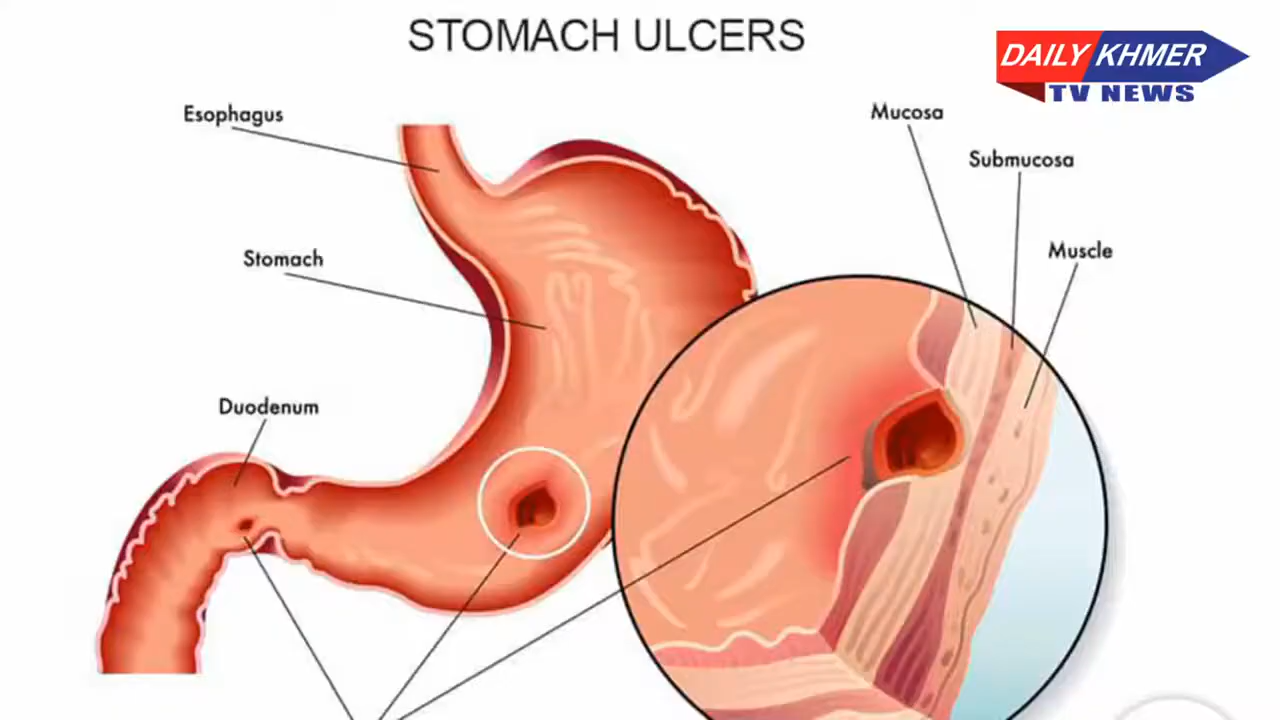 STOMACH ULCERS
DAILY KHMER
TV NEWS
Esophagus
Mucosa
Submucosa
Stomach
Muscle
Duodenum